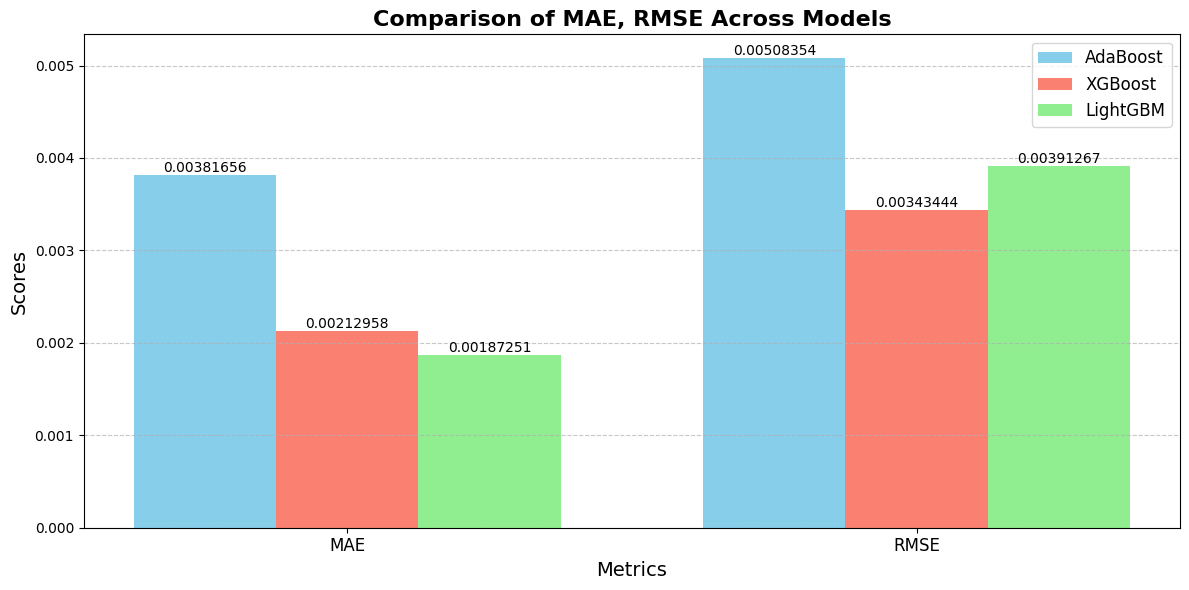 Comparison of MAE, RMSE Across Models
Scores
0.005
0.004
0.003
0.002
0.001
0.000
0.00381656
0.00212958
0.00187251
0.00508354
0.00343444
0.00391267
AdaBoost
XGBoost
LightGBM
MAE
RMSE
Metrics